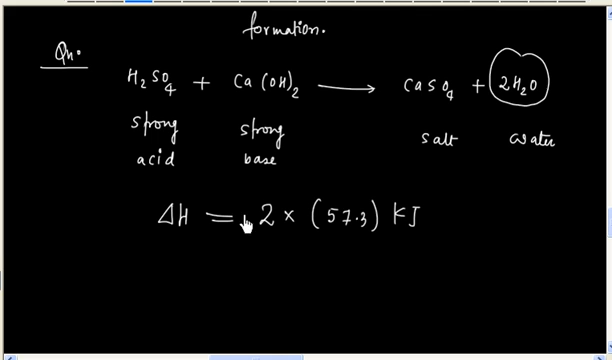 formation.
Qn.
H₂SO₄ + Ca(OH)₂ ⟶ CaSO₄ + 2H₂O
strong acid strong base salt water
ΔH = 2 × (57.3) KJ